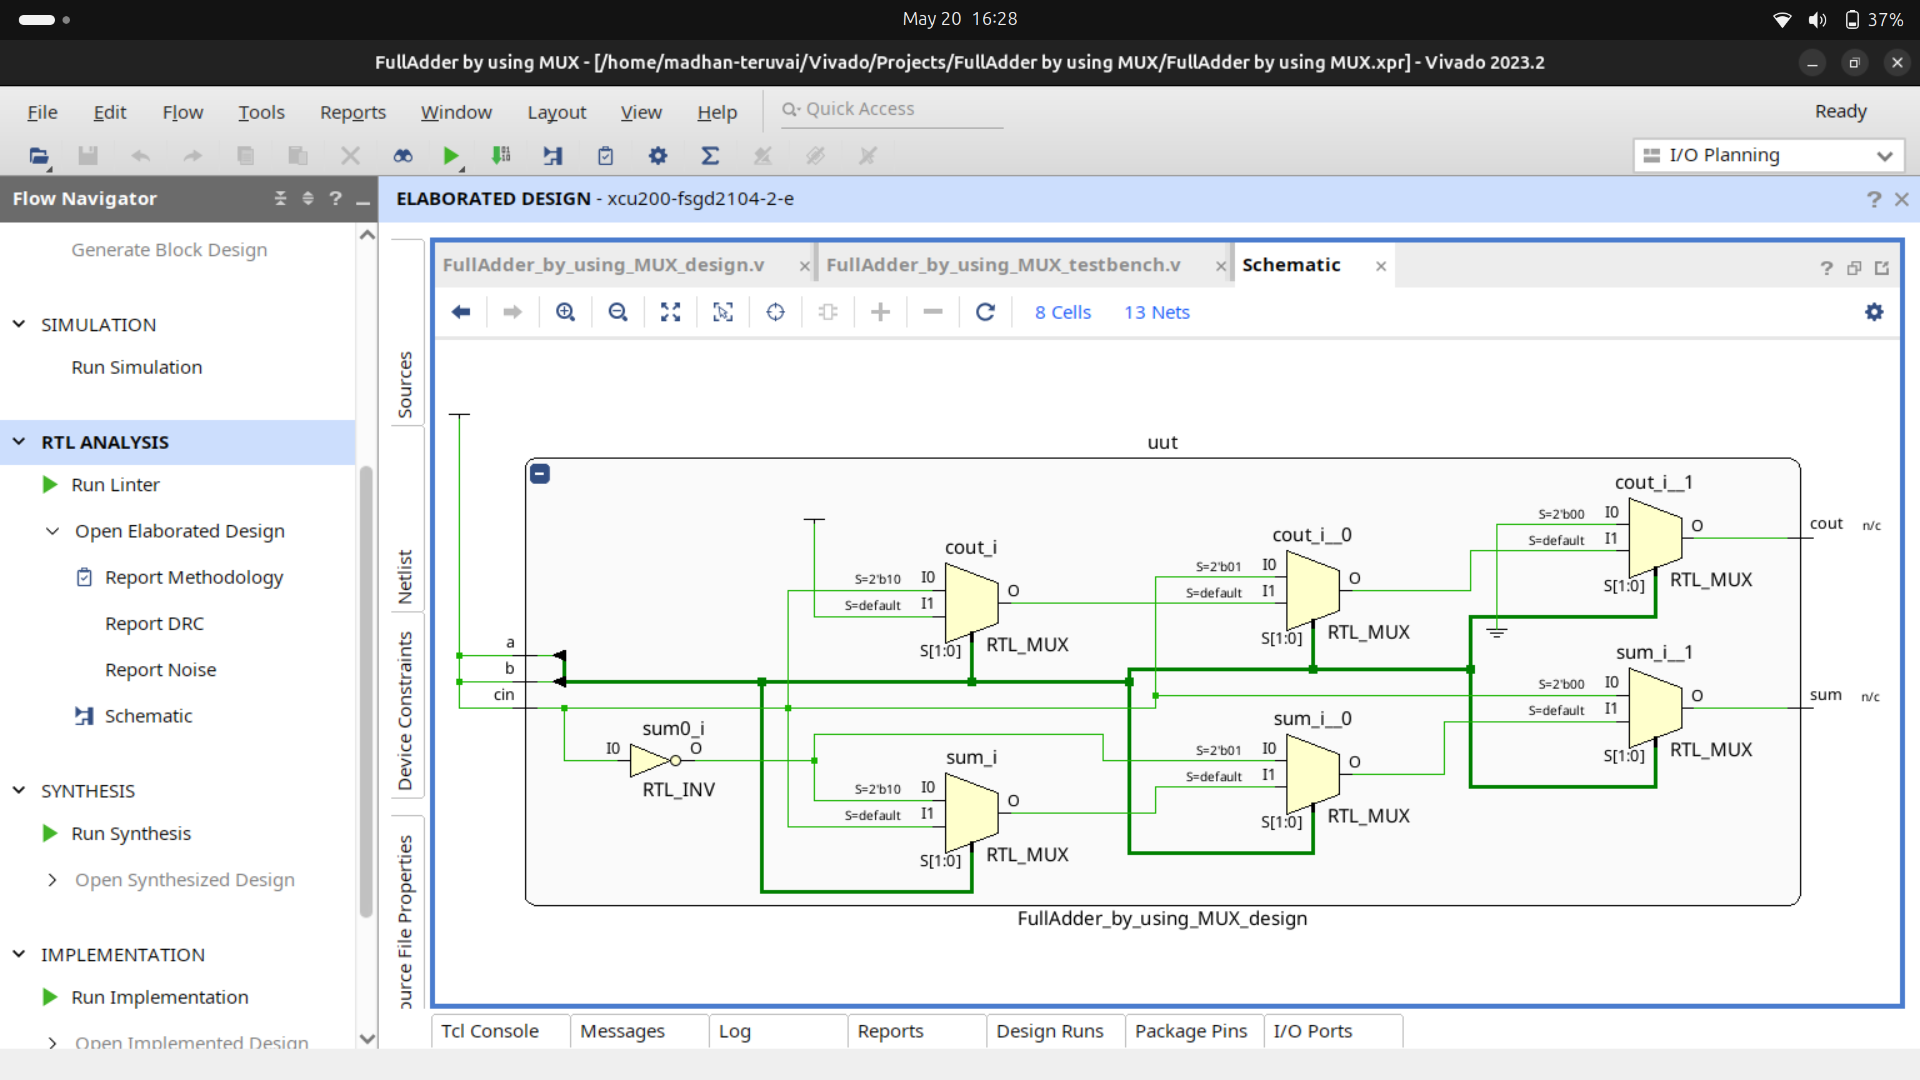 May 20 16:28
37%
FullAdder by using MUX - [/home/madhan-teruvai/Vivado/Projects/FullAdder by using MUX/FullAdder by using MUX.xpr] - Vivado 2023.2
File Edit Flow Tools Reports Window Layout View Help
Quick Access
Ready
I/O Planning
Flow Navigator
ELABORATED DESIGN - xcu200-fsgd2104-2-e
Generate Block Design
SIMULATION
Run Simulation
RTL ANALYSIS
Run Linter
Open Elaborated Design
Report Methodology
Report DRC
Report Noise
Schematic
SYNTHESIS
Run Synthesis
Open Synthesized Design
IMPLEMENTATION
Run Implementation
Open Implemented Design
Sources
Netlist
Device Constraints
ource File Properties
FullAdder_by_using_MUX_design.v
FullAdder_by_using_MUX_testbench.v
Schematic
8 Cells 13 Nets
uut
a
b
cin
sum0_i
I0 O
RTL_INV
cout_i
S=2'b10 I0
S=default I1
O
S[1:0]
RTL_MUX
sum_i
S=2'b10 I0
S=default I1
O
S[1:0]
RTL_MUX
cout_i__0
S=2'b01 I0
S=default I1
O
S[1:0]
RTL_MUX
sum_i__0
S=2'b01 I0
S=default I1
O
S[1:0]
RTL_MUX
cout_i__1
S=2'b00 I0
S=default I1
O
S[1:0]
RTL_MUX
sum_i__1
S=2'b00 I0
S=default I1
O
S[1:0]
RTL_MUX
cout n/c
sum n/c
FullAdder_by_using_MUX_design
Tcl Console Messages Log Reports Design Runs Package Pins I/O Ports